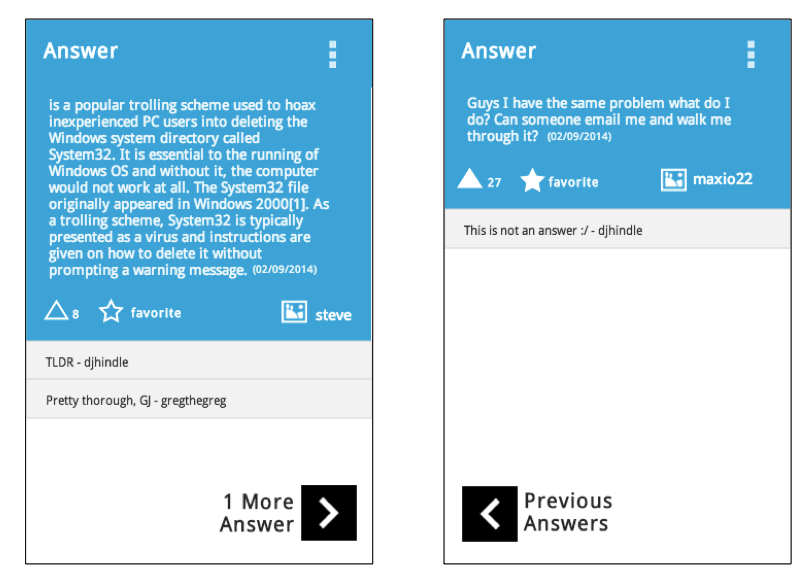 Answer
is a popular trolling scheme used to hoax
inexperienced PC users into deleting the
Windows system directory called
System32. It is essential to the running of
Windows OS and without it, the computer
would not work at all. The System32 file
originally appeared in Windows 2000[1]. As
a trolling scheme, System32 is typically
presented as a virus and instructions are
given on how to delete it without
prompting a warning message. (02/09/2014)
8 favorite steve
TLDR - djhindle
Pretty thorough, GJ - gregthegreg
1 More
Answer
Answer
Guys I have the same problem what do I
do? Can someone email me and walk me
through it? (02/09/2014)
27 favorite maxio22
This is not an answer :/ - djhindle
Previous
Answers